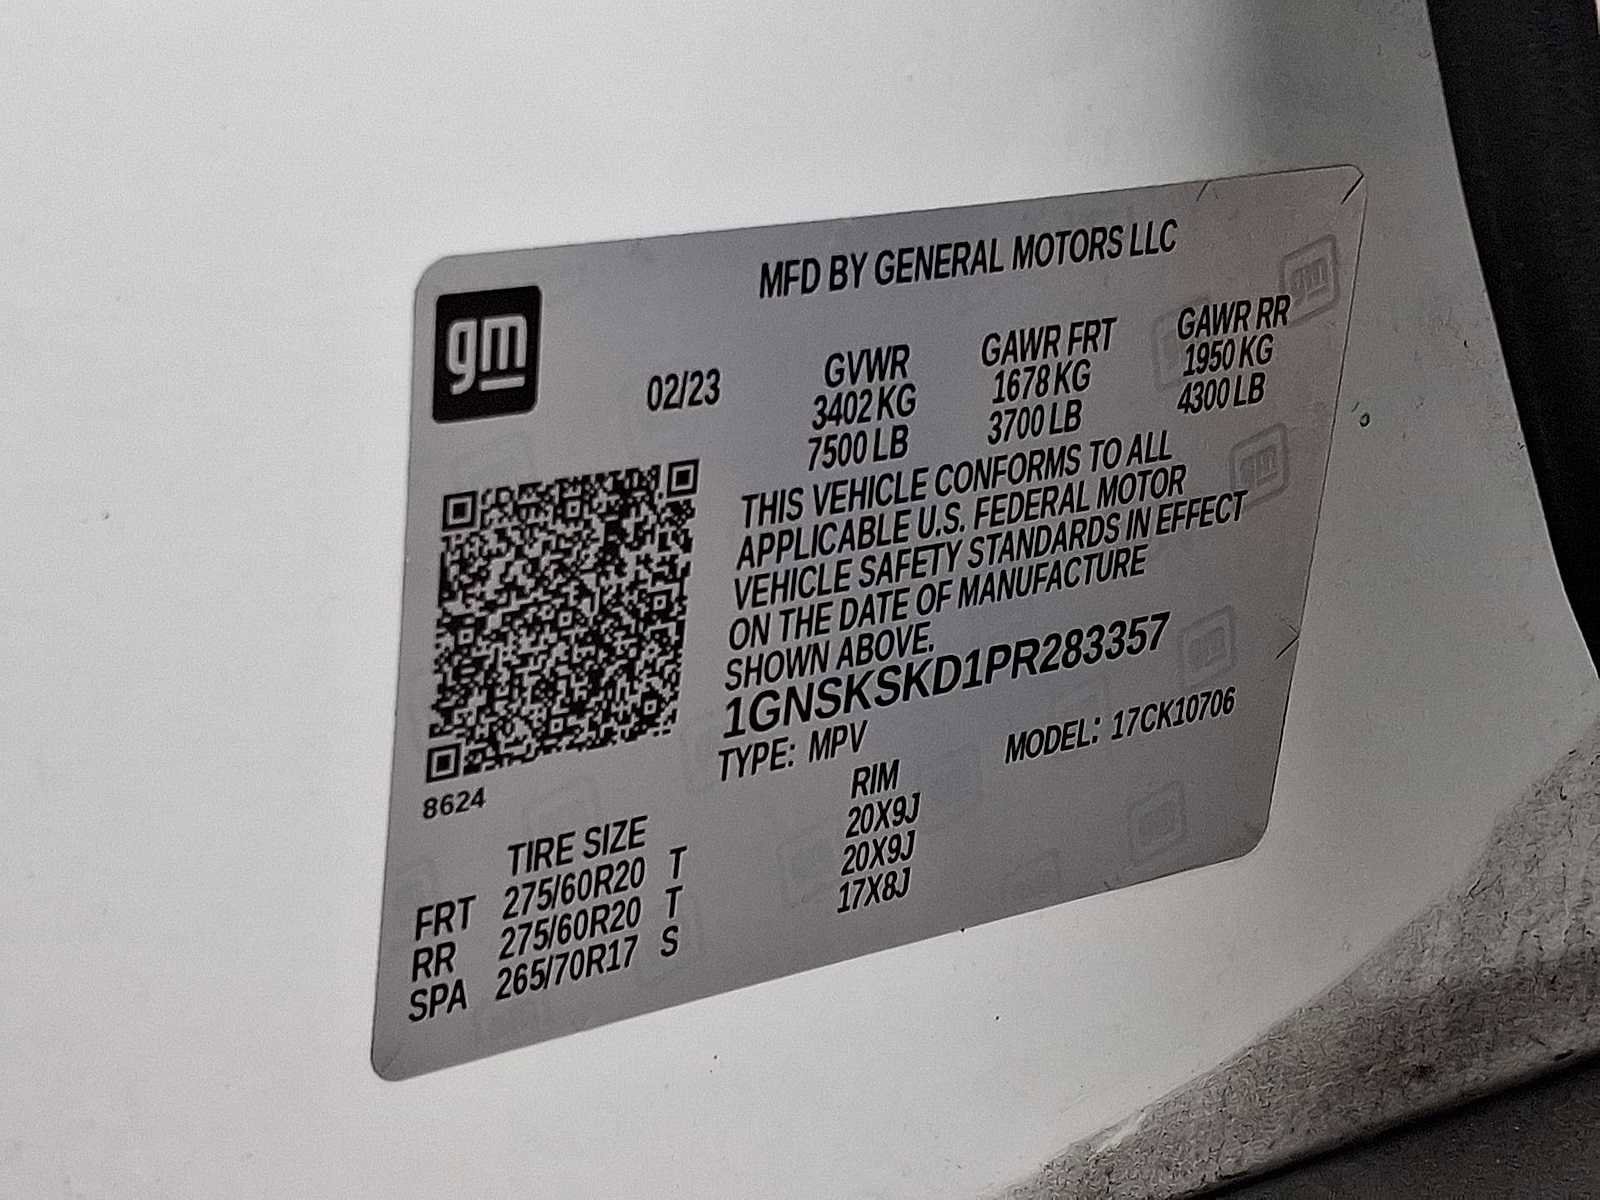 MFD BY GENERAL MOTORS LLC
gm
02/23 GVWR GAWR FRT GAWR RR
3402 KG 1678 KG 1950 KG
7500 LB 3700 LB 4300 LB
THIS VEHICLE CONFORMS TO ALL
APPLICABLE U.S. FEDERAL MOTOR
VEHICLE SAFETY STANDARDS IN EFFECT
ON THE DATE OF MANUFACTURE
SHOWN ABOVE.
1GNSKSKD1PR283357
TYPE: MPV MODEL: 17CK10706
8624
TIRE SIZE RIM
FRT 275/60R20 T 20X9J
RR 275/60R20 T 20X9J
SPA 265/70R17 S 17X8J